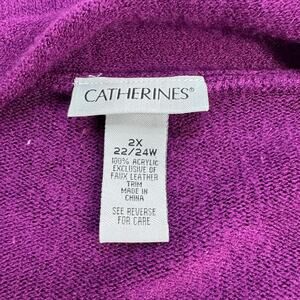 CATHERINES®
2X
22/24W
100% ACRYLIC
EXCLUSIVE OF
FAUX LEATHER
TRIM
MADE IN
CHINA
SEE REVERSE
FOR CARE